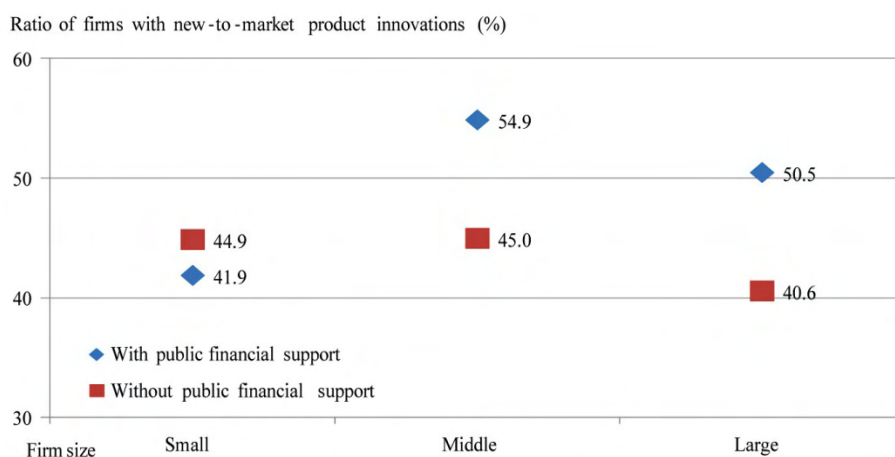 Ratio of firms with new-to-market product innovations (%)
60
54.9
50
50.5
44.9
45.0
41.9
40
40.6
With public financial support
Without public financial support
30
Firm size Small Middle Large